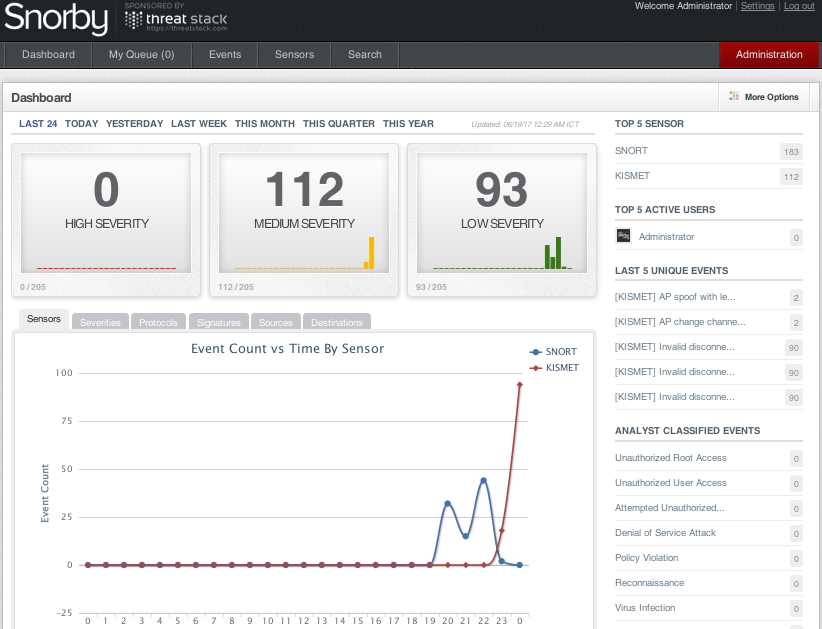 Snorby
SPONSORED BY
threat stack
https://threatstack.com
Welcome Administrator | Settings | Log out
Dashboard
My Queue (0)
Events
Sensors
Search
Administration
Dashboard
More Options
LAST 24 TODAY YESTERDAY LAST WEEK THIS MONTH THIS QUARTER THIS YEAR
Updated: 06/19/17 12:29 AM ICT
0
HIGH SEVERITY
0 / 205
112
MEDIUM SEVERITY
112 / 205
93
LOW SEVERITY
93 / 205
Sensors
Severities
Protocols
Signatures
Sources
Destinations
Event Count vs Time By Sensor
SNORT
KISMET
Event Count
100
75
50
25
0
-25
0 1 2 3 4 5 6 7 8 9 10 11 12 13 14 15 16 17 18 19 20 21 22 23 0
TOP 5 SENSOR
SNORT 183
KISMET 112
TOP 5 ACTIVE USERS
Administrator 0
LAST 5 UNIQUE EVENTS
[KISMET] AP spoof with le... 2
[KISMET] AP change channe... 2
[KISMET] Invalid disconne... 90
[KISMET] Invalid disconne... 90
[KISMET] Invalid disconne... 90
ANALYST CLASSIFIED EVENTS
Unauthorized Root Access 0
Unauthorized User Access 0
Attempted Unauthorized... 0
Denial of Service Attack 0
Policy Violation 0
Reconnaissance 0
Virus Infection 0